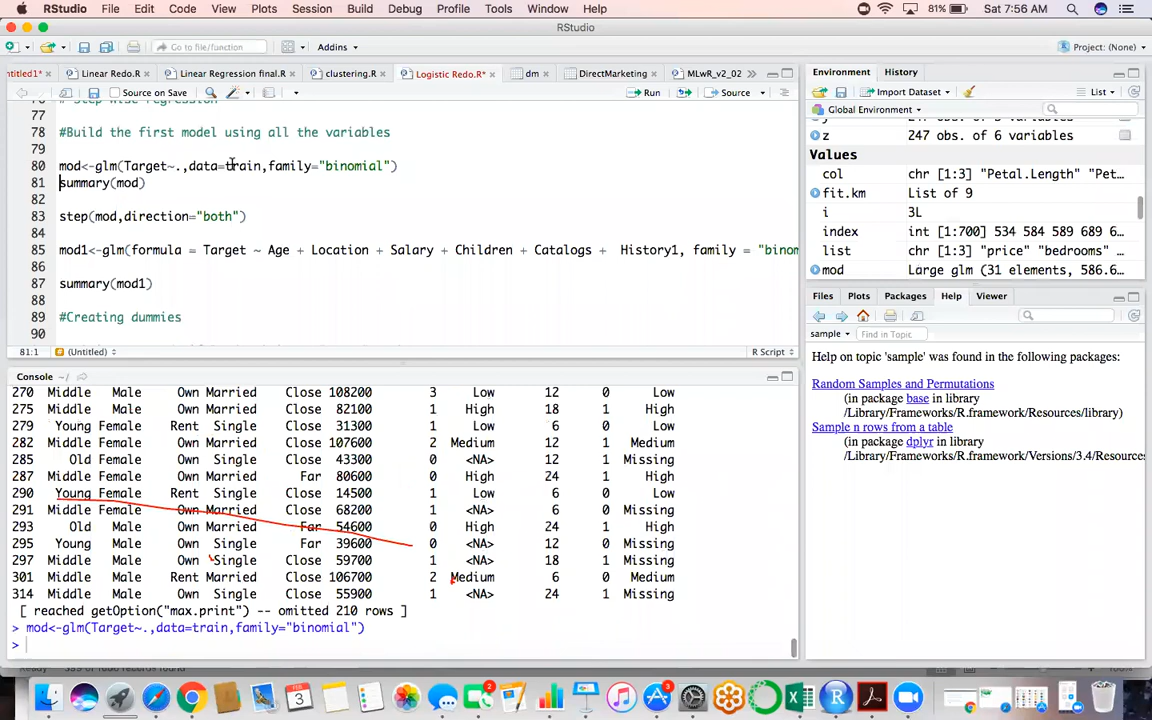 RStudio File Edit Code View Plots Session Build Debug Profile Tools Window Help 81% Sat 7:56 AM
RStudio
Go to file/function Addins Project: (None)
ntitled1* Linear Redo.R Linear Regression final.R clustering.R Logistic Redo.R* dm DirectMarketing MLwR_v2_02
Source on Save Run Source
77
78 #Build the first model using all the variables
79
80 mod<-glm(Target~.,data=train,family="binomial")
81 summary(mod)
82
83 step(mod,direction="both")
84
85 mod1<-glm(formula = Target ~ Age + Location + Salary + Children + Catalogs + History1, family = "binom
86
87 summary(mod1)
88
89 #Creating dummies
90
81:1 (Untitled) R Script
Console ~/
270 Middle Male Own Married Close 108200 3 Low 12 0 Low
275 Middle Male Own Married Close 82100 1 High 18 1 High
279 Young Female Rent Single Close 31300 1 Low 6 0 Low
282 Middle Female Own Married Close 107600 2 Medium 12 1 Medium
285 Old Female Own Married Close 43300 0 <NA> 12 1 Missing
287 Middle Female Own Married Far 80600 0 High 24 1 High
290 Young Female Rent Single Close 14500 1 Low 6 0 Low
291 Middle Female Own Married Close 68200 1 <NA> 6 0 Missing
293 Old Male Own Married Far 54600 0 High 24 1 High
295 Young Male Own Single Far 39600 0 <NA> 12 0 Missing
297 Middle Male Own Single Close 59700 1 <NA> 18 1 Missing
301 Middle Male Rent Married Close 106700 2 Medium 6 0 Medium
314 Middle Male Own Single Close 55900 1 <NA> 24 1 Missing
[ reached getOption("max.print") -- omitted 210 rows ]
> mod<-glm(Target~.,data=train,family="binomial")
>
Environment History
Import Dataset List
Global Environment
z 247 obs. of 6 variables
Values
col chr [1:3] "Petal.Length" "Pet…
fit.km List of 9
i 3L
index int [1:700] 534 584 589 689 6…
list chr [1:3] "price" "bedrooms" …
mod Large glm (31 elements, 586.6…
Files Plots Packages Help Viewer
sample Find in Topic
Help on topic 'sample' was found in the following packages:
Random Samples and Permutations
(in package base in library
/Library/Frameworks/R.framework/Resources/library)
Sample n rows from a table
(in package dplyr in library
/Library/Frameworks/R.framework/Versions/3.4/Resources